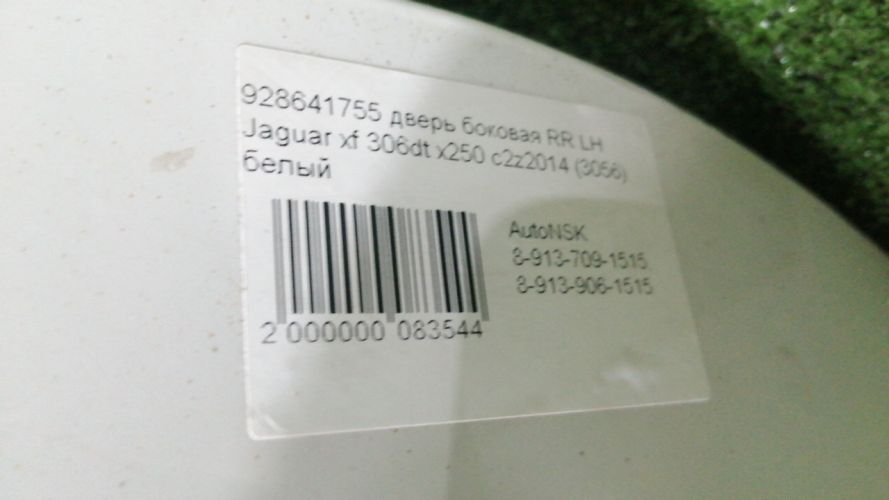 928641755 дверь боковая RR LH
Jaguar xf 306dt x250 c2z2014 (3056)
белый
AutoNSK
8-913-709-1515
8-913-906-1515
2 000000 083544